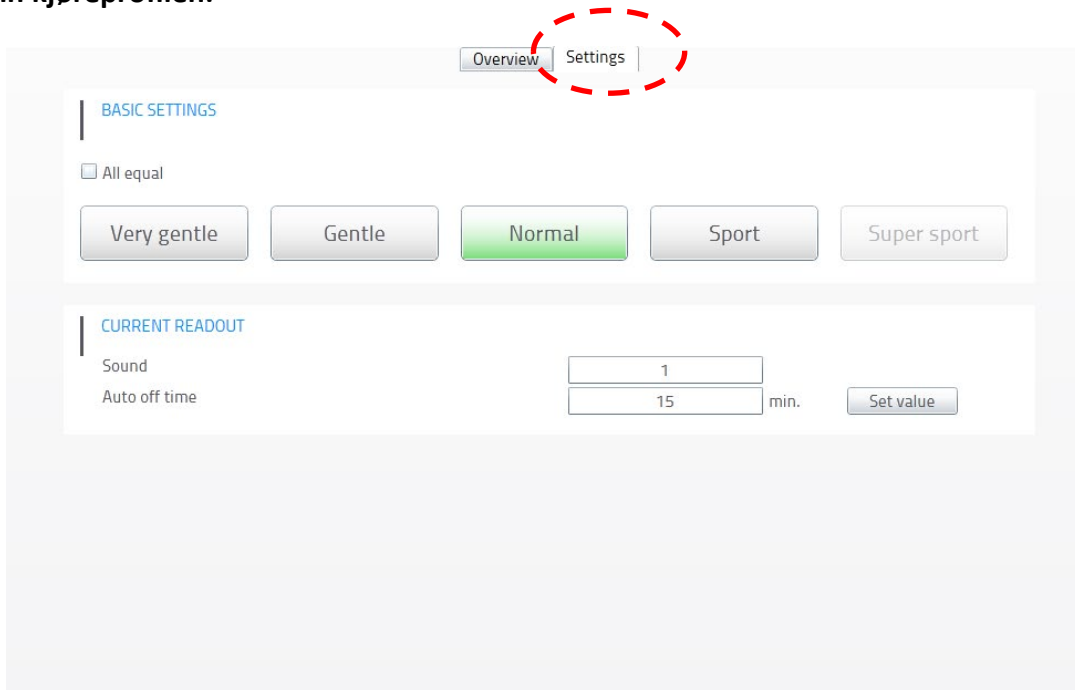 kjøreprofilen.
Overview Settings
BASIC SETTINGS
All equal
Very gentle Gentle Normal Sport Super sport
CURRENT READOUT
Sound 1
Auto off time 15 min. Set value